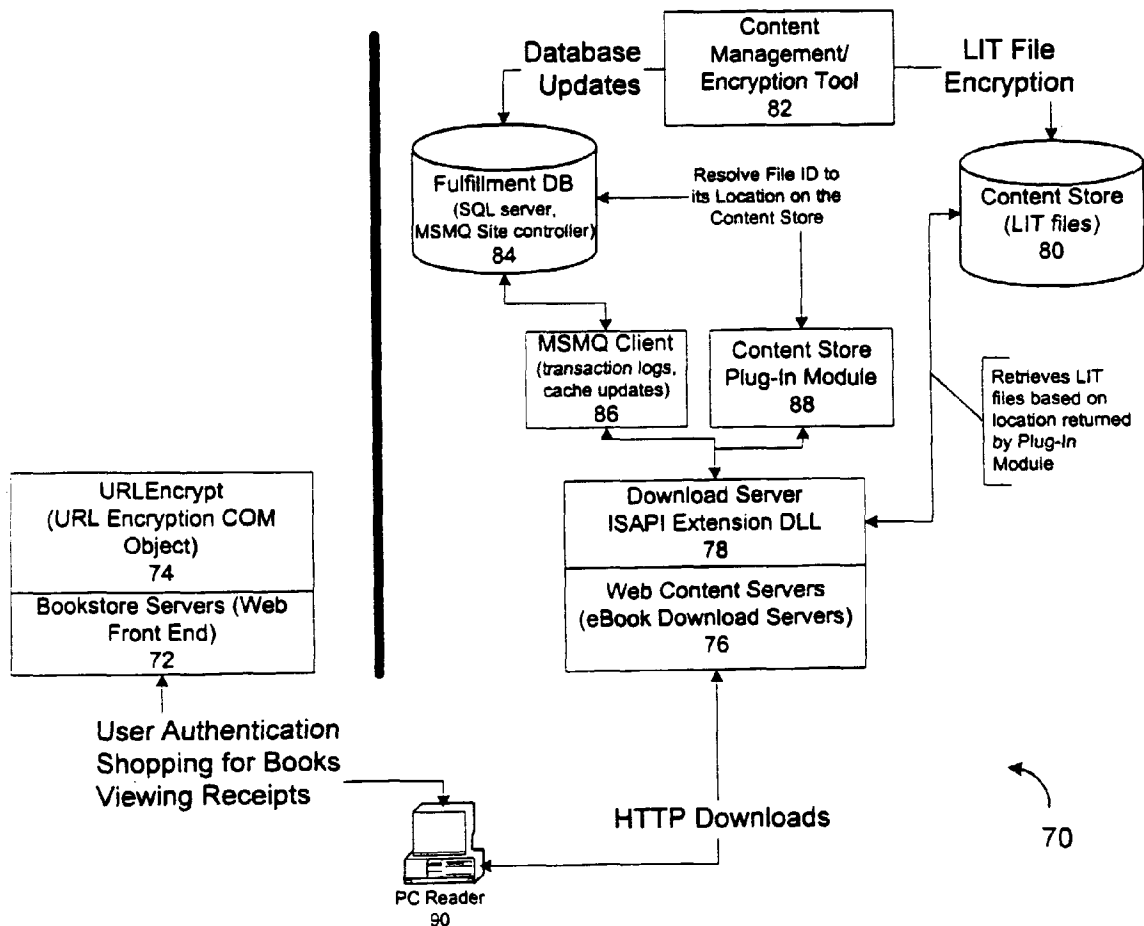 Content
Management/
Encryption Tool
82
Database
Updates
LIT File
Encryption
Fulfillment DB
(SQL server,
MSMQ Site controller)
84
Resolve File ID to
its Location on the
Content Store
Content Store
(LIT files)
80
MSMQ Client
(transaction logs,
cache updates)
86
Content Store
Plug-In Module
88
Retrieves LIT
files based on
location returned
by Plug-In
Module
URLEncrypt
(URL Encryption COM
Object)
74
Bookstore Servers (Web
Front End)
72
Download Server
ISAPI Extension DLL
78
Web Content Servers
(eBook Download Servers)
76
User Authentication
Shopping for Books
Viewing Receipts
HTTP Downloads
70
PC Reader
90